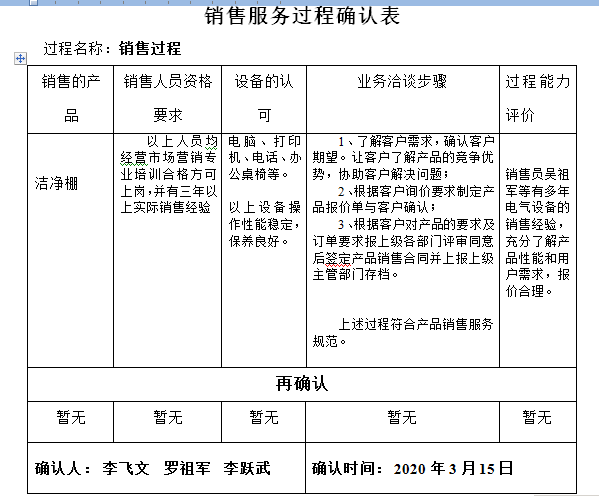 销售服务过程确认表
过程名称：销售过程
销售的产
品
销售人员资格
要求
设备的认
可
业务洽谈步骤
过程能力
评价
洁净棚
以上人员均
经营市场营销专
业培训合格方可
上岗，并有三年以
上实际销售经验
电脑、打印
机、电话、办
公桌椅等。
以上设备操
作性能稳定，
保养良好。
1、了解客户需求，确认客户
期望。让客户了解产品的竞争优
势，协助客户解决问题；
2、根据客户询价要求制定产
品报价单与客户确认；
3、根据客户对产品的要求及
订单要求报上级各部门评审同意
后签定产品销售合同并上报上级
主管部门存档。
上述过程符合产品销售服务
规范。
销售员吴祖
军等有多年
电气设备的
销售经验，
充分了解产
品性能和用
户需求，报
价合理。
再确认
暂无 暂无 暂无 暂无 暂无
确认人： 李飞文 罗祖军 李跃武
确认时间：2020 年 3 月 15 日